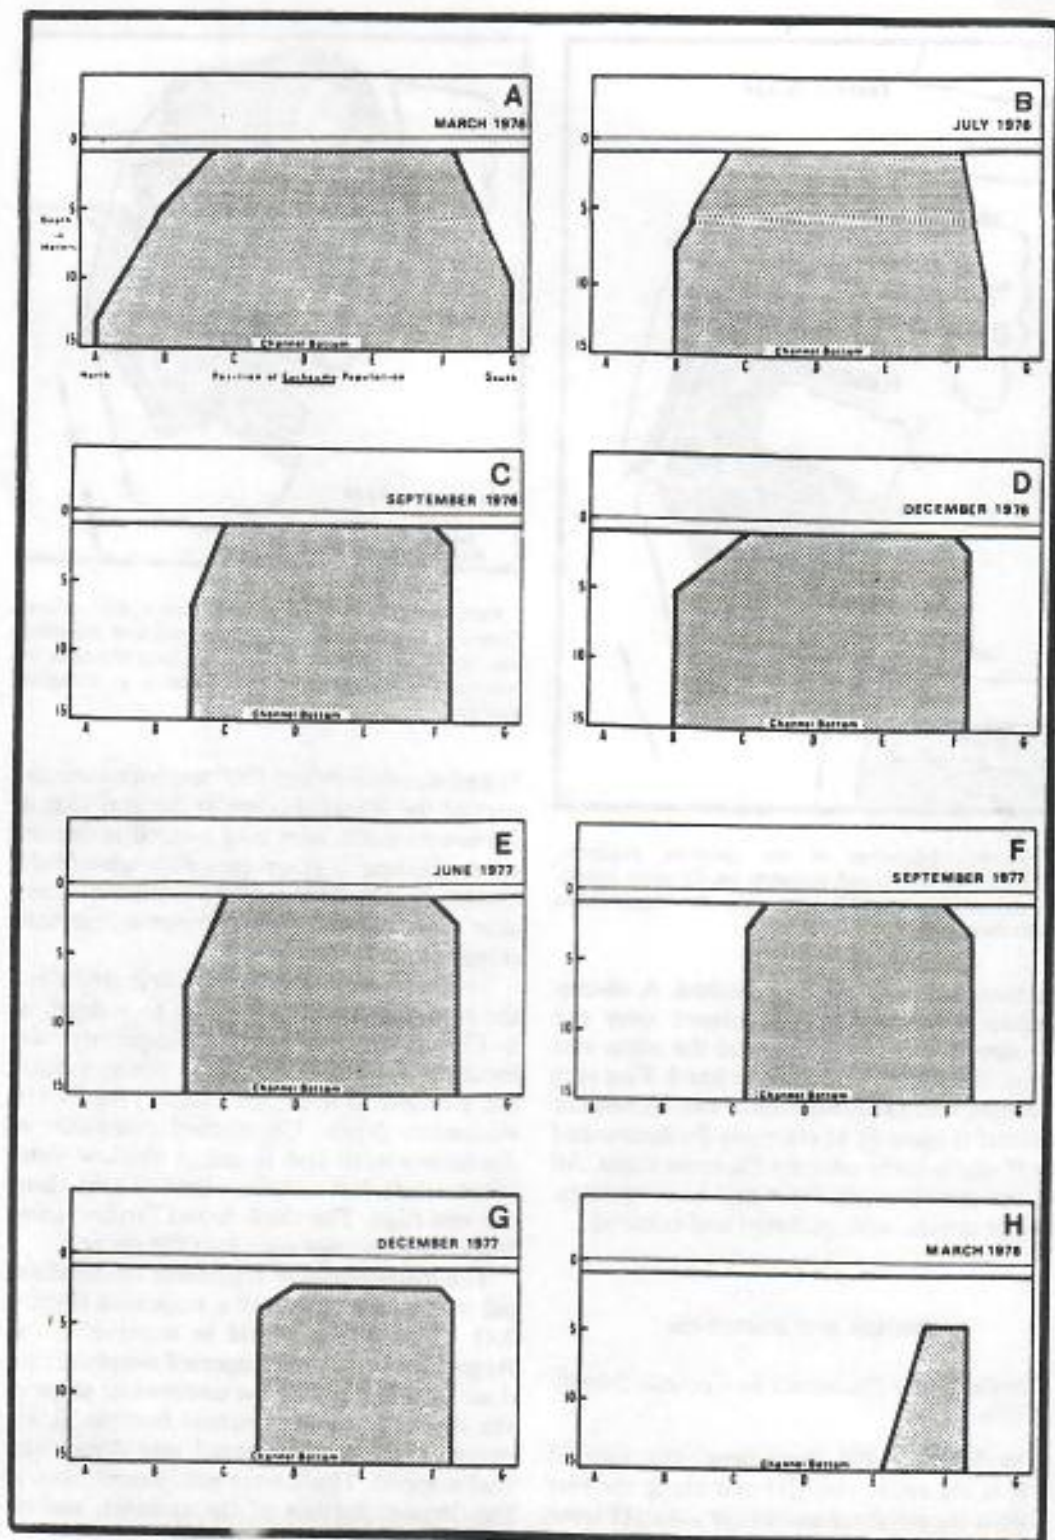 A
MARCH 1976
0
5
Depth
in
Meters
10
15
Channel Bottom
A B C D E F G
North Position of Eschsuite Population South
B
JULY 1976
0
5
10
15
Channel Bottom
B C D E F G
C
SEPTEMBER 1976
0
5
10
15
Channel Bottom
A B C D E F G
D
DECEMBER 1976
0
5
10
15
Channel Bottom
A B C D E F G
E
JUNE 1977
0
5
10
15
Channel Bottom
A B C D E F G
F
SEPTEMBER 1977
0
5
10
15
Channel Bottom
A B C D E F G
G
DECEMBER 1977
0
5
10
15
Channel Bottom
A B C D E F G
H
MARCH 1978
0
5
10
15
Channel Bottom
A B C D E F G